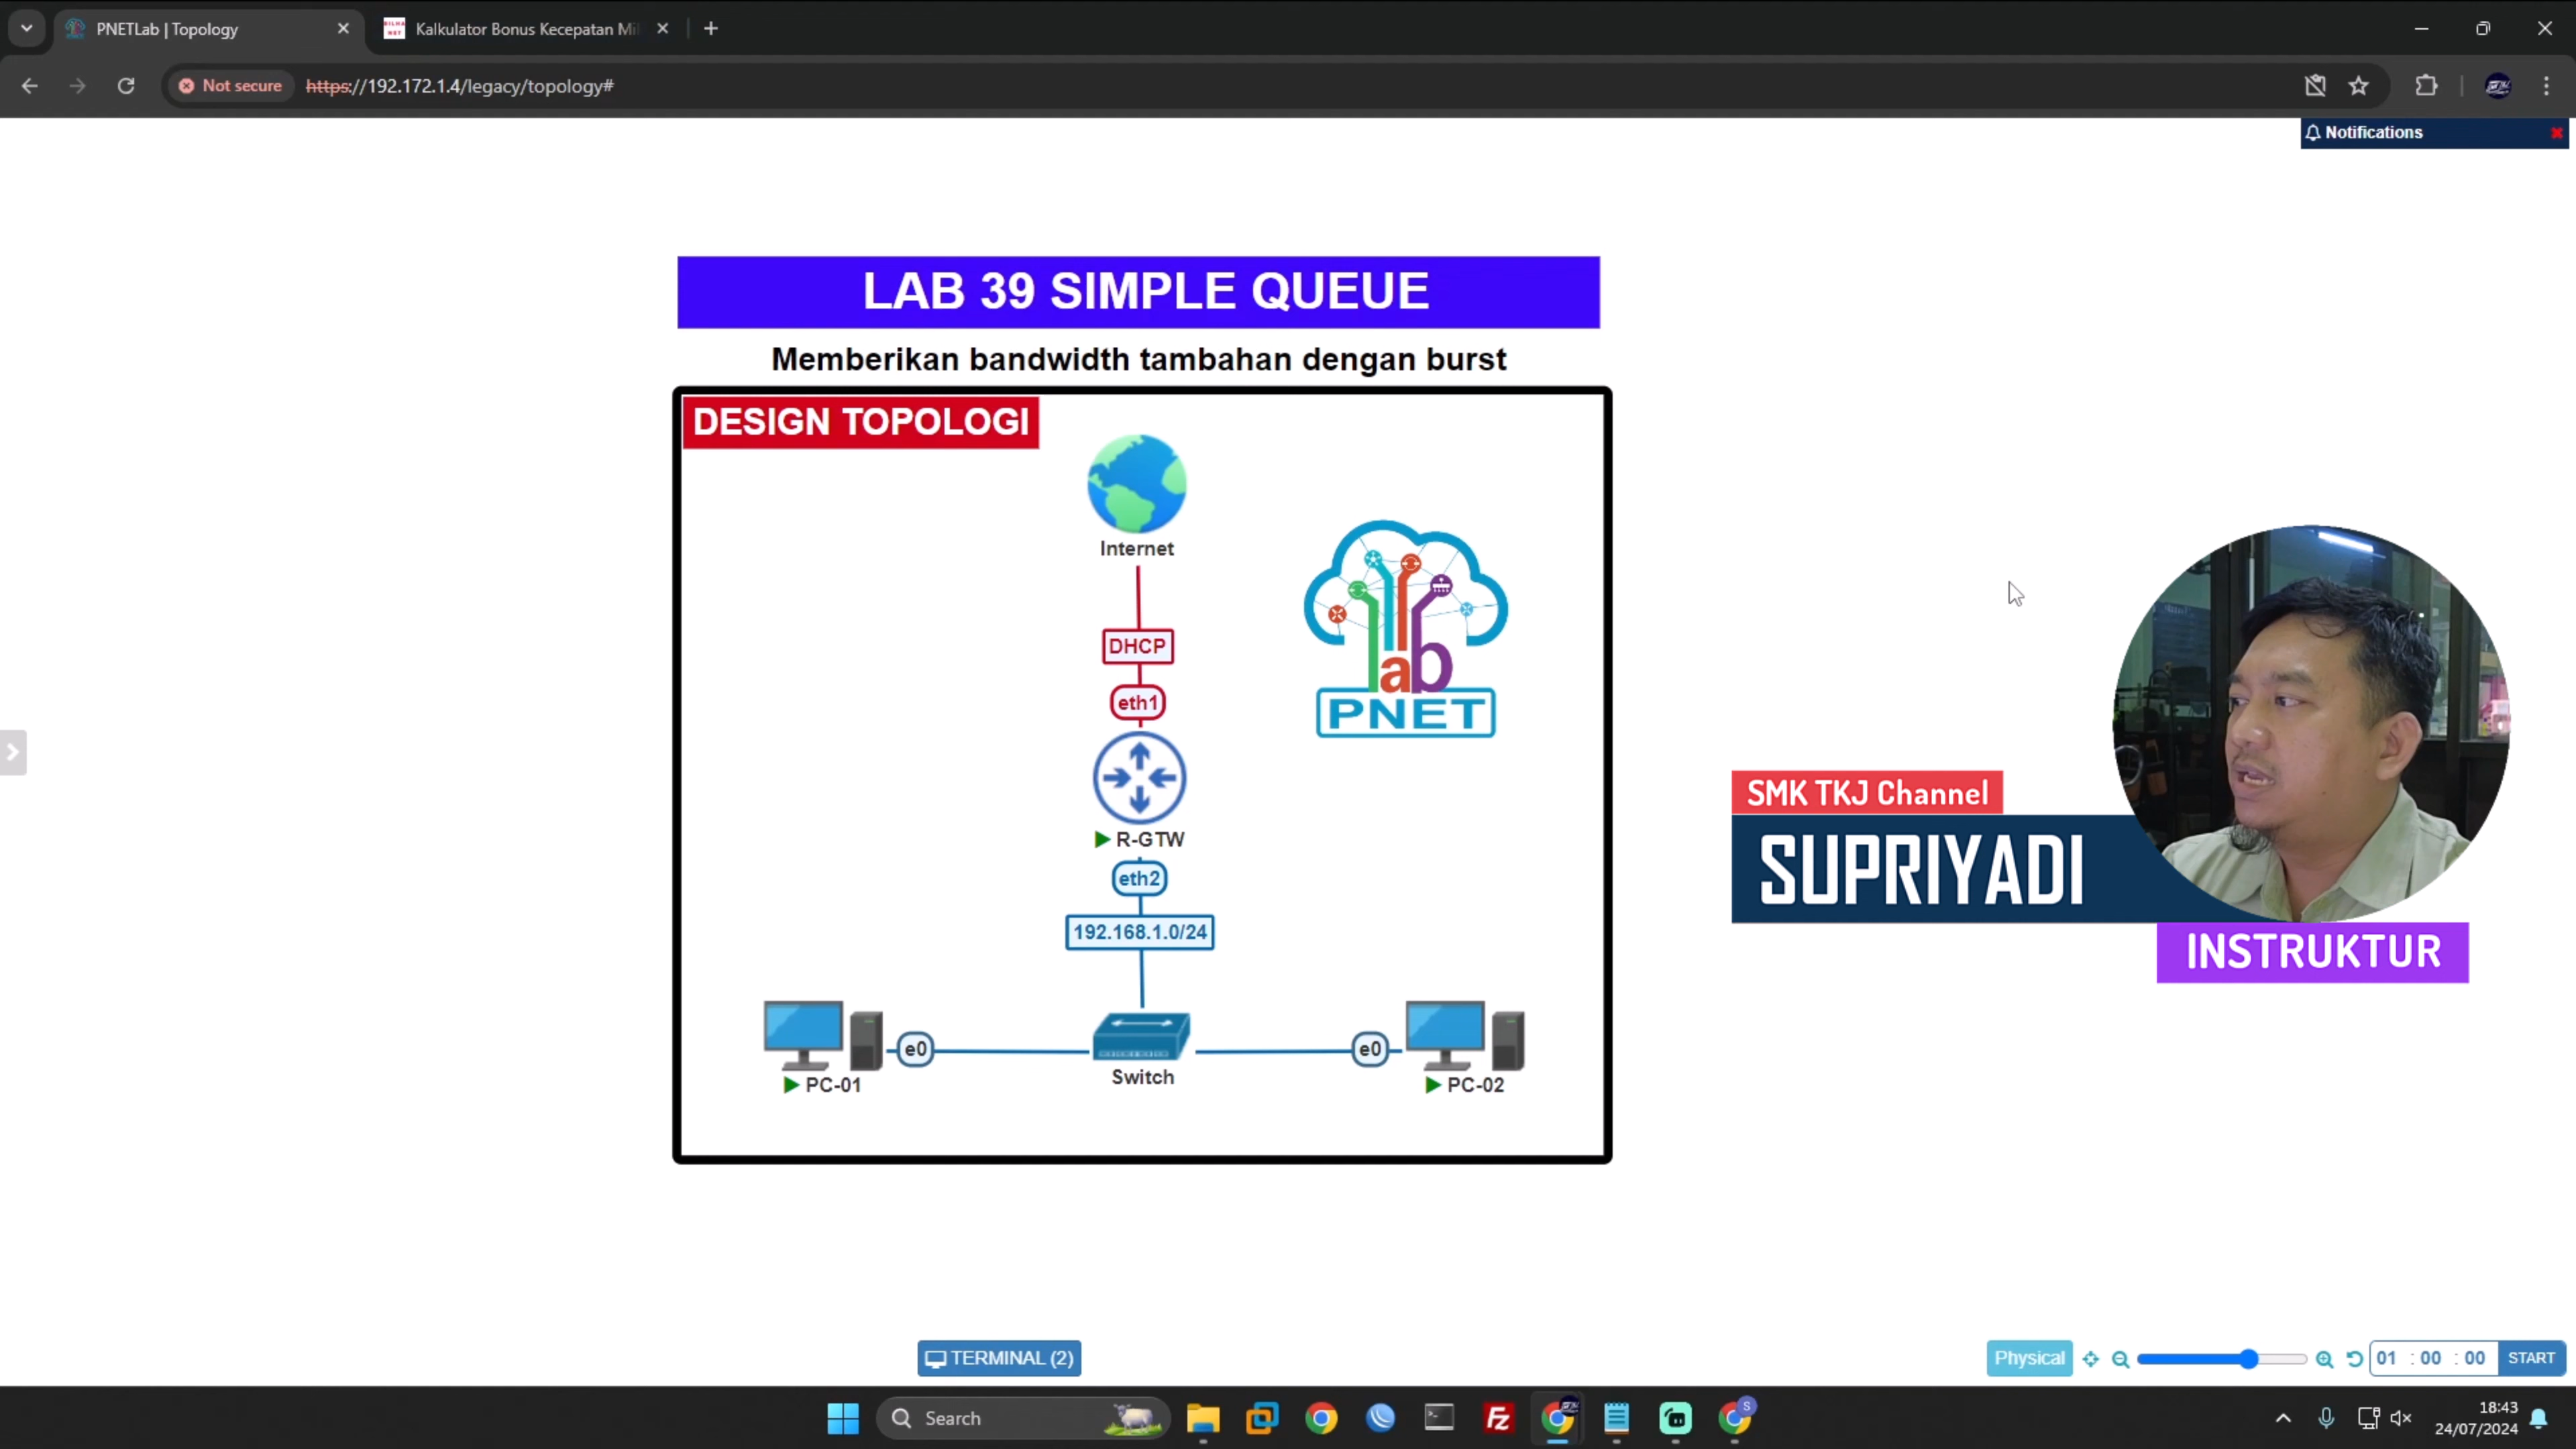 PNETLab | Topology
Kalkulator Bonus Kecepatan Mi
Not secure
https://192.172.1.4/legacy/topology#
Notifications
LAB 39 SIMPLE QUEUE
Memberikan bandwidth tambahan dengan burst
DESIGN TOPOLOGI
Internet
DHCP
eth1
R-GTW
eth2
192.168.1.0/24
e0
e0
Switch
PC-01
PC-02
lab
PNET
SMK TKJ Channel
SUPRIYADI
INSTRUKTUR
TERMINAL (2)
Physical
01 : 00 : 00
START
Search
Fz
S
18:43
24/07/2024